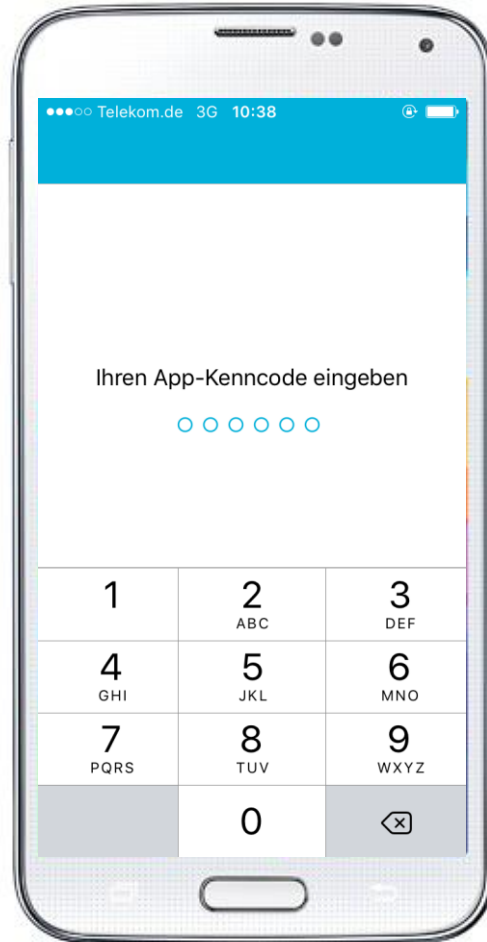 Telekom.de 3G 10:38
Ihren App-Kenncode eingeben
1 2 3
ABC DEF
4 5 6
GHI JKL MNO
7 8 9
PQRS TUV WXYZ
0